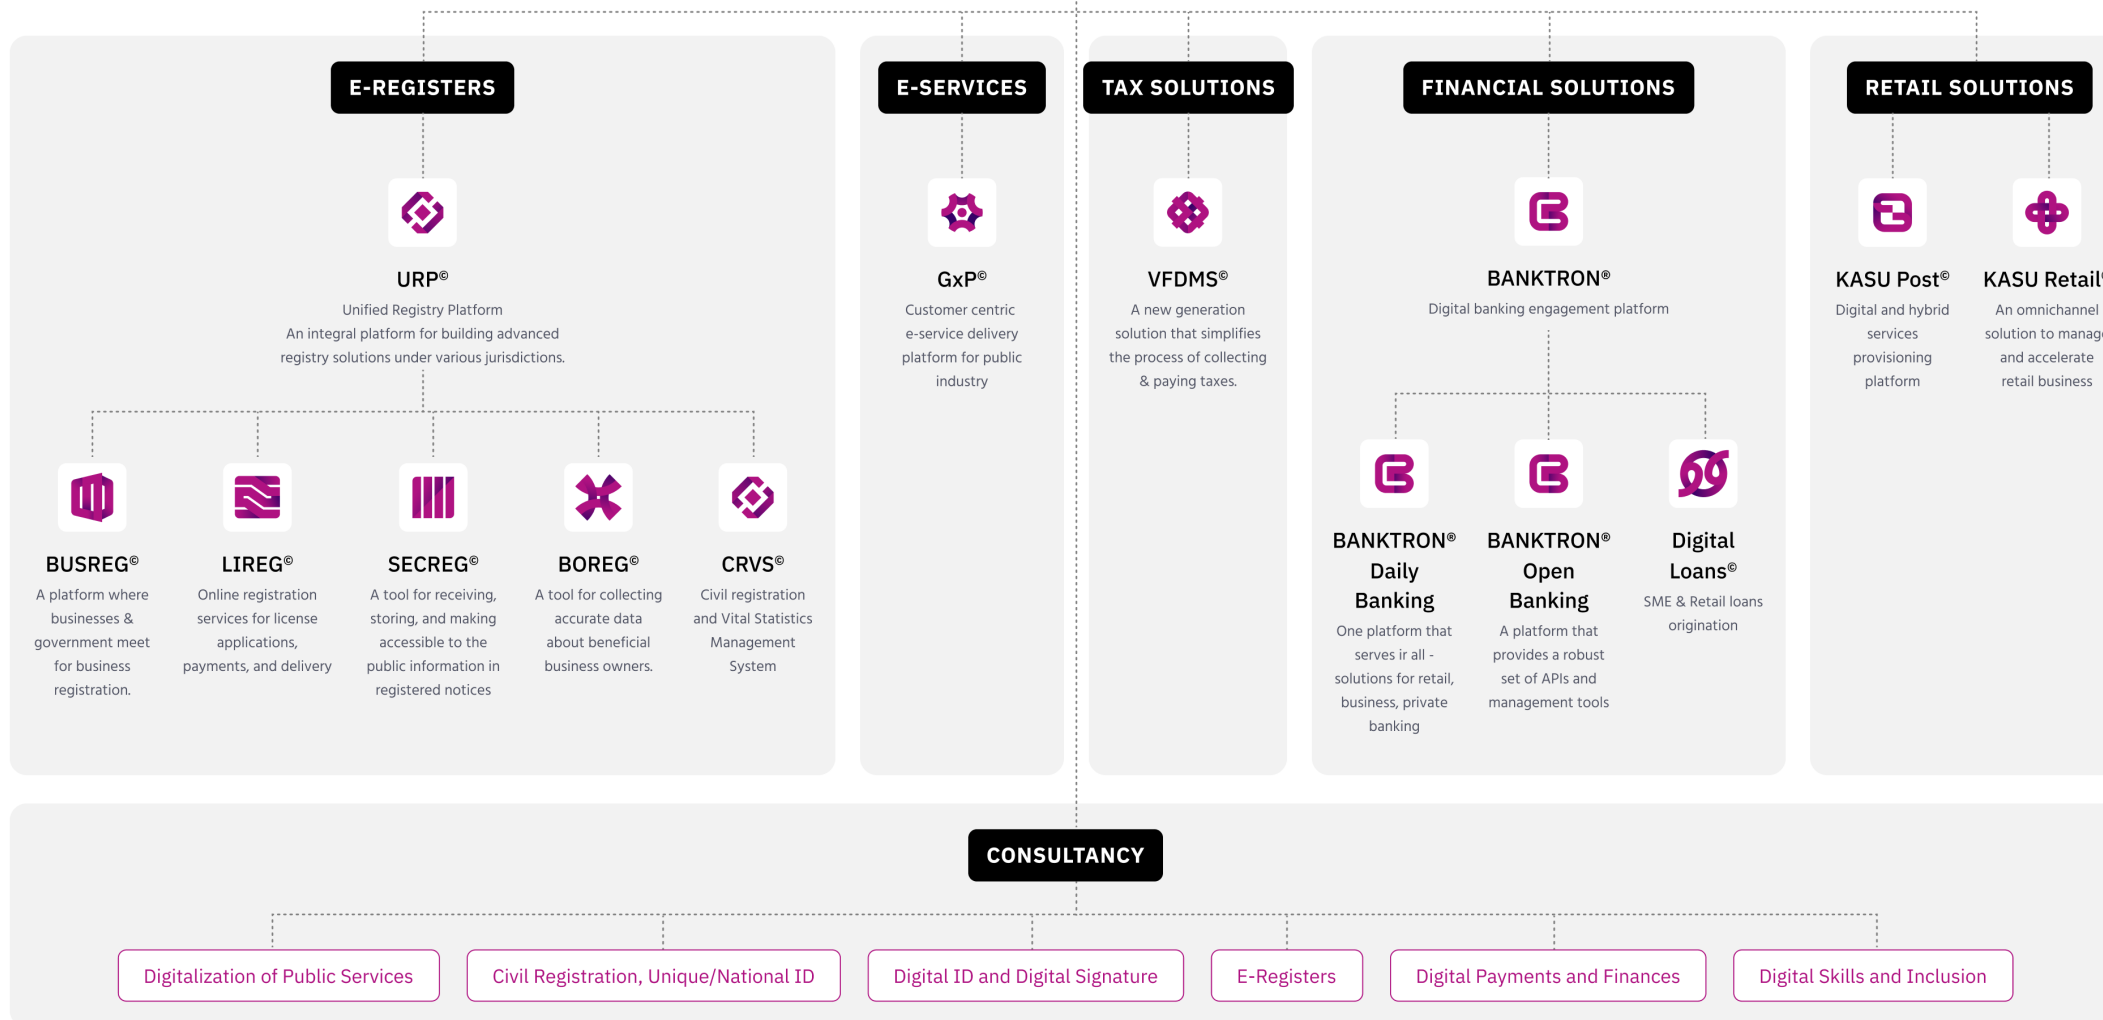 E-REGISTERS
URP©
Unified Registry Platform
An integral platform for building advanced
registry solutions under various jurisdictions.
BUSREG©
A platform where
businesses &
government meet
for business
registration.
LIREG©
Online registration
services for license
applications,
payments, and delivery
SECREG©
A tool for receiving,
storing, and making
accessible to the
public information in
registered notices
BOREG©
A tool for collecting
accurate data
about beneficial
business owners.
CRVS©
Civil registration
and Vital Statistics
Management
System
E-SERVICES
GxP©
Customer centric
e-service delivery
platform for public
industry
TAX SOLUTIONS
VFDMS©
A new generation
solution that simplifies
the process of collecting
& paying taxes.
FINANCIAL SOLUTIONS
BANKTRON®
Digital banking engagement platform
BANKTRON®
Daily
Banking
One platform that
serves ir all -
solutions for retail,
business, private
banking
BANKTRON®
Open
Banking
A platform that
provides a robust
set of APIs and
management tools
Digital
Loans©
SME & Retail loans
origination
RETAIL SOLUTIONS
KASU Post©
Digital and hybrid
services
provisioning
platform
KASU Retail
An omnichannel
solution to manage
and accelerate
retail business
CONSULTANCY
Digitalization of Public Services
Civil Registration, Unique/National ID
Digital ID and Digital Signature
E-Registers
Digital Payments and Finances
Digital Skills and Inclusion